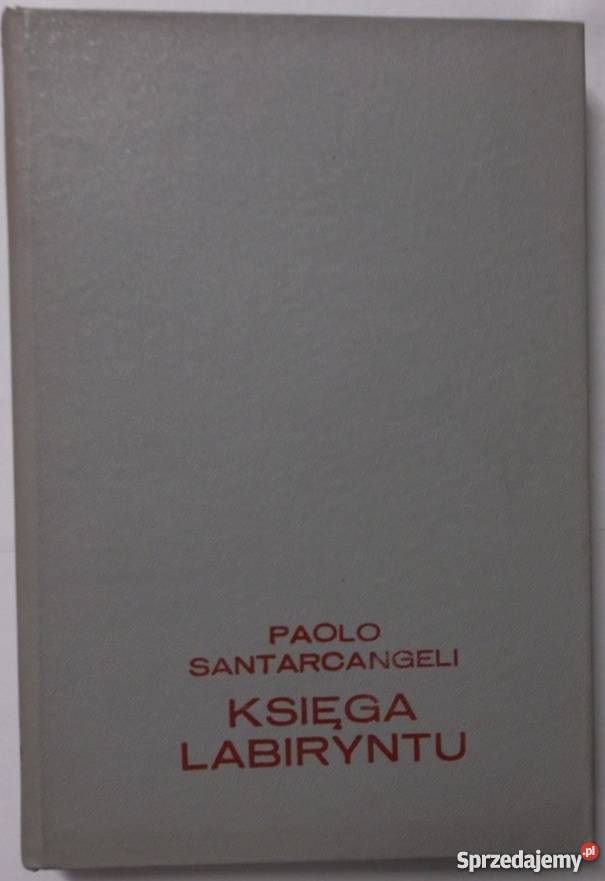 PAOLO
SANTARCANGELI
KSIĘGA
LABIRYNTU
Sprzedajemy.pl